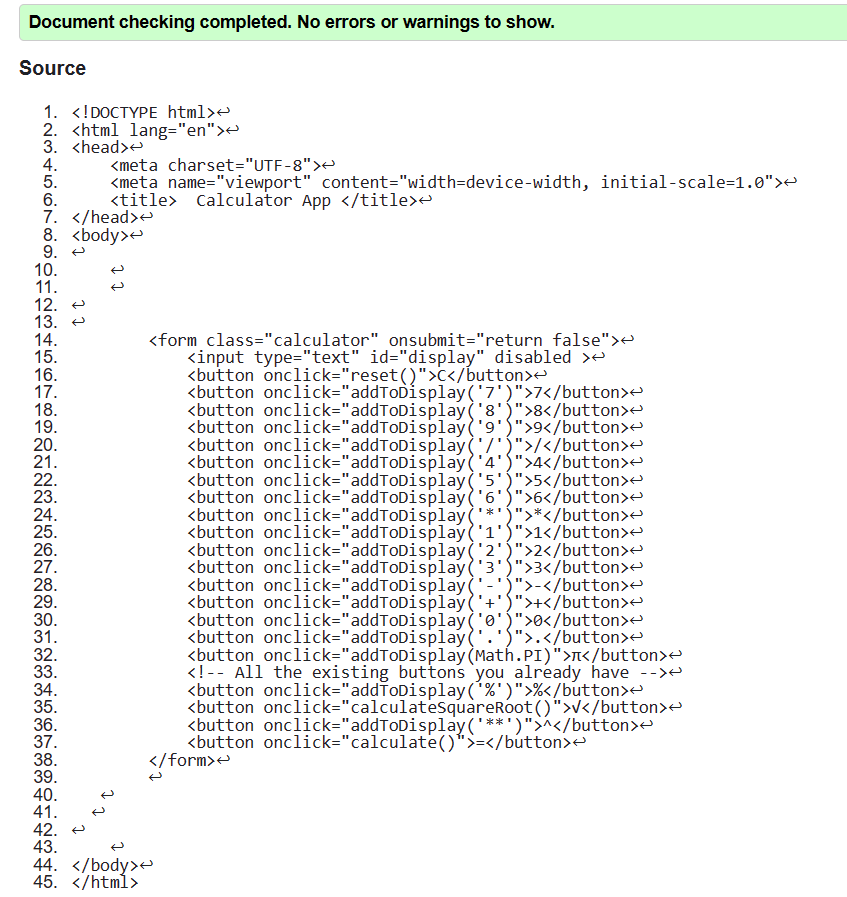 Document checking completed. No errors or warnings to show.
Source
1. <!DOCTYPE html>↩
2. <html lang="en">↩
3. <head>↩
4.     <meta charset="UTF-8">↩
5.     <meta name="viewport" content="width=device-width, initial-scale=1.0">↩
6.     <title>  Calculator App </title>↩
7. </head>↩
8. <body>↩
9. ↩
10.     ↩
11.     ↩
12. ↩
13. ↩
14.         <form class="calculator" onsubmit="return false">↩
15.             <input type="text" id="display" disabled >↩
16.             <button onclick="reset()">C</button>↩
17.             <button onclick="addToDisplay('7')">7</button>↩
18.             <button onclick="addToDisplay('8')">8</button>↩
19.             <button onclick="addToDisplay('9')">9</button>↩
20.             <button onclick="addToDisplay('/')">/</button>↩
21.             <button onclick="addToDisplay('4')">4</button>↩
22.             <button onclick="addToDisplay('5')">5</button>↩
23.             <button onclick="addToDisplay('6')">6</button>↩
24.             <button onclick="addToDisplay('*')">*</button>↩
25.             <button onclick="addToDisplay('1')">1</button>↩
26.             <button onclick="addToDisplay('2')">2</button>↩
27.             <button onclick="addToDisplay('3')">3</button>↩
28.             <button onclick="addToDisplay('-')">-</button>↩
29.             <button onclick="addToDisplay('+')">+</button>↩
30.             <button onclick="addToDisplay('0')">0</button>↩
31.             <button onclick="addToDisplay('.')">.</button>↩
32.             <button onclick="addToDisplay(Math.PI)">π</button>↩
33.             <!-- All the existing buttons you already have -->↩
34.             <button onclick="addToDisplay('%')">%</button>↩
35.             <button onclick="calculateSquareRoot()">√</button>↩
36.             <button onclick="addToDisplay('**')">^</button>↩
37.             <button onclick="calculate()">=</button>↩
38.         </form>↩
39.         ↩
40.    ↩
41.   ↩
42. ↩
43.     ↩
44. </body>↩
45. </html>